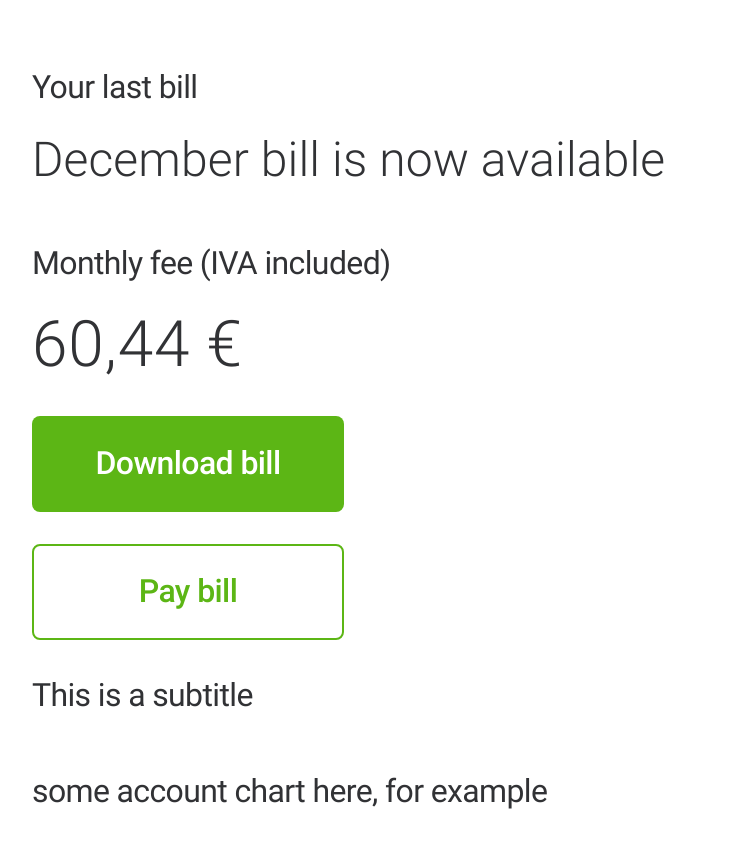 Your last bill
December bill is now available
Monthly fee (IVA included)
60,44 €
Download bill
Pay bill
This is a subtitle
some account chart here, for example